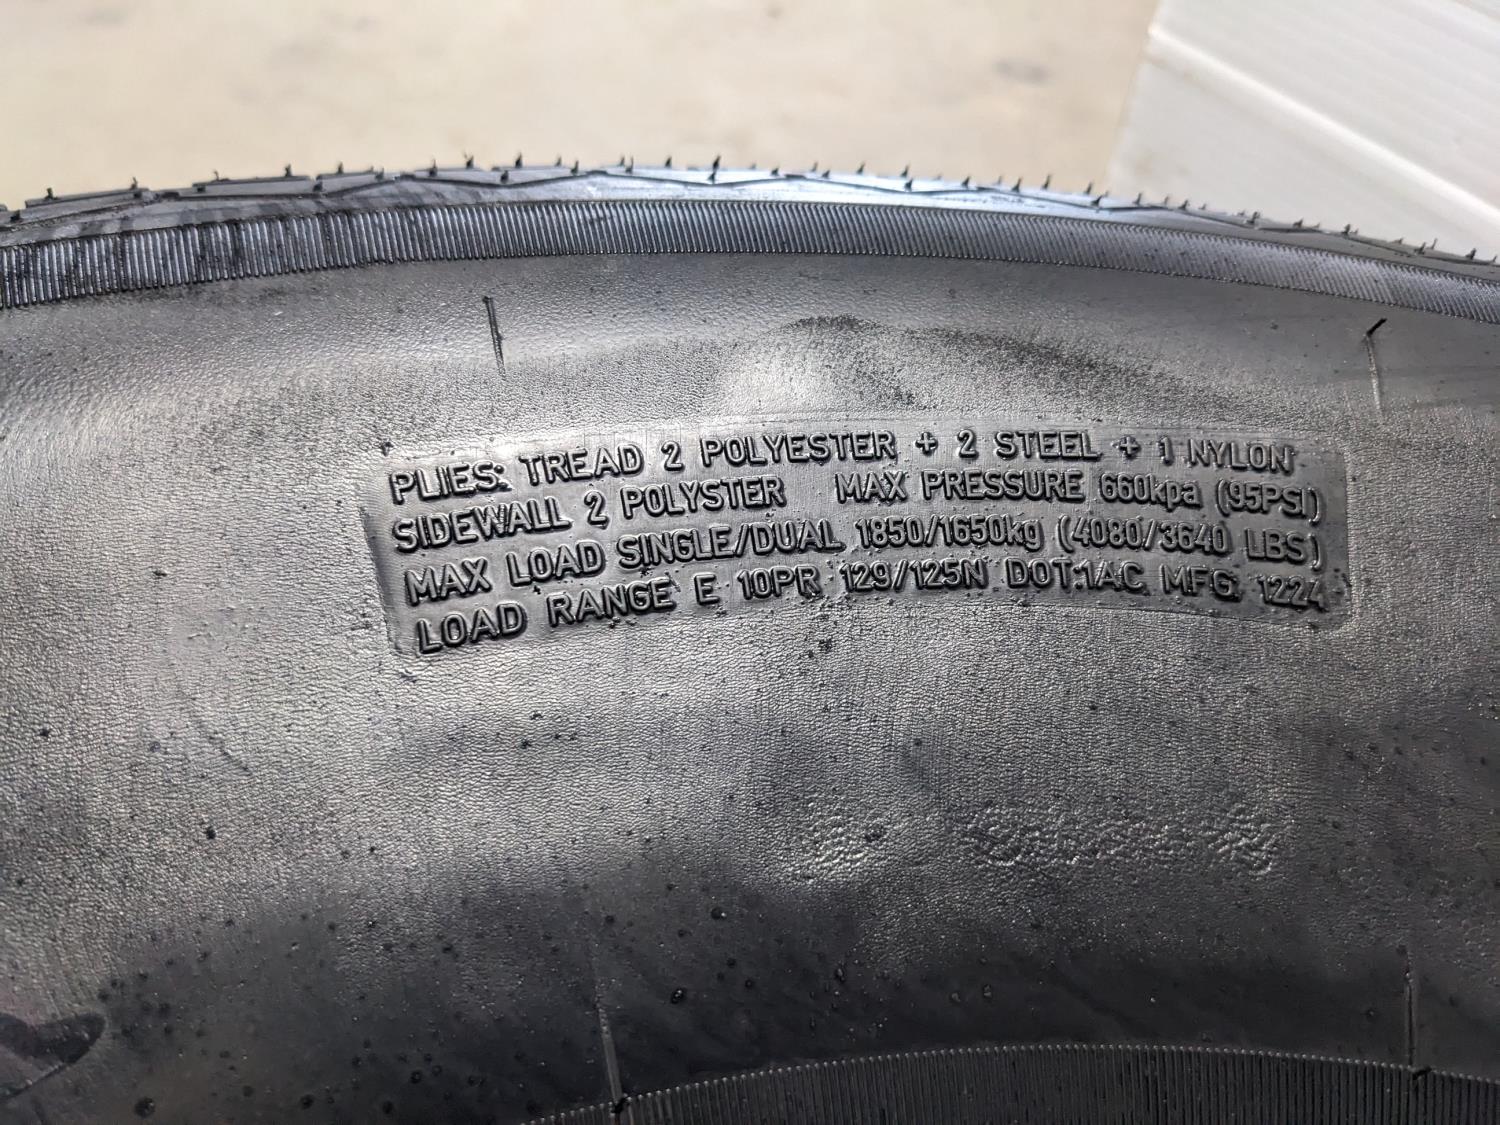 PLIES: TREAD 2 POLYESTER + 2 STEEL + 1 NYLON
SIDEWALL 2 POLYSTER MAX PRESSURE 660kpa (95PSI)
MAX LOAD SINGLE/DUAL 1850/1650kg (4080/3640 LBS)
LOAD RANGE E 10PR 129/125N DOT:1AC MFG: 1224